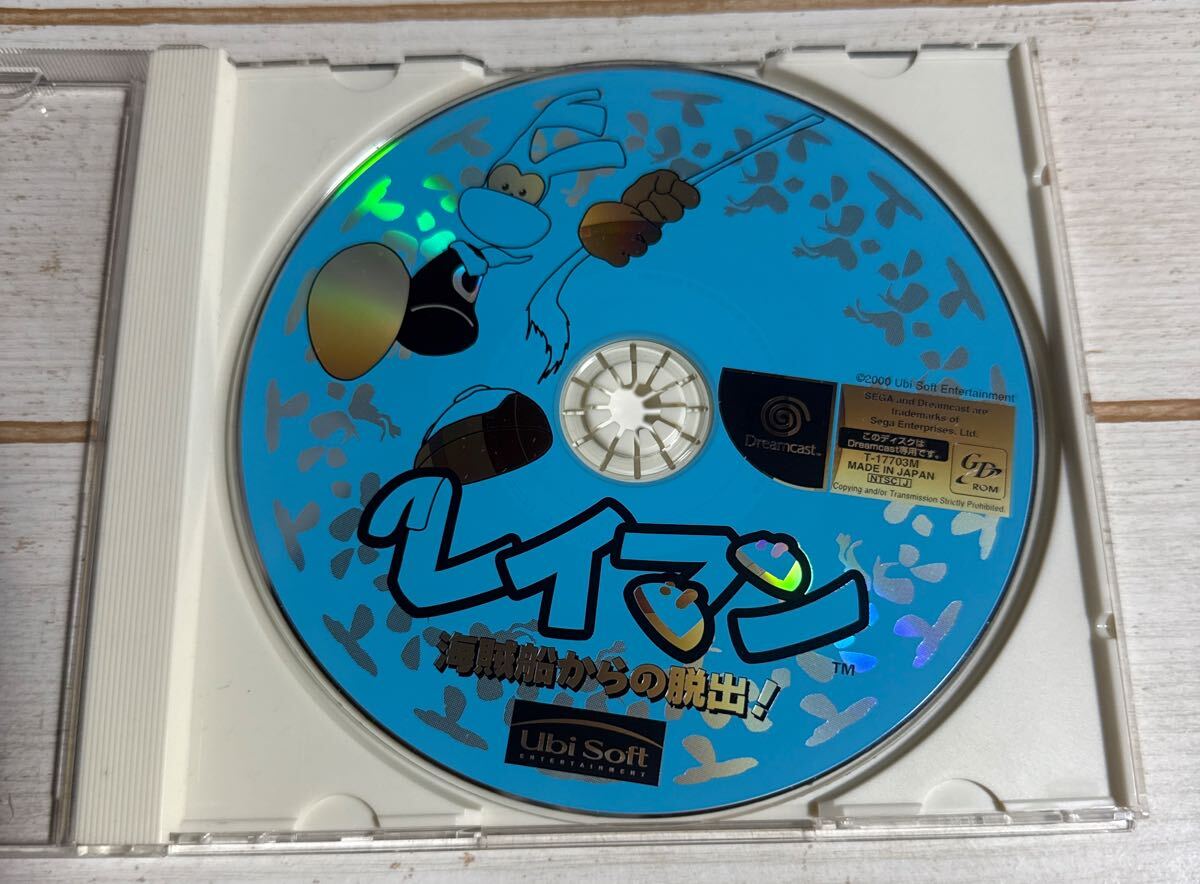 ©2000 Ubi Soft Entertainment
SEGA and Dreamcast are
trademarks of
Sega Enterprises, Ltd.
このディスクは
Dreamcast専用です。
T-17703M
MADE IN JAPAN
NTSC J
GD
ROM
Copying and/or Transmission Strictly Prohibited.
Dreamcast™
レイマン
TM
海賊船からの脱出!
Ubi Soft
ENTERTAINMENT